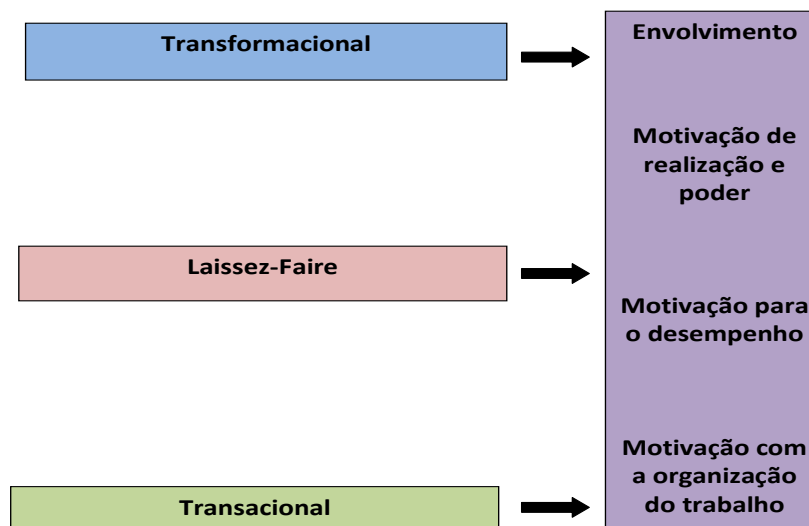 Transformacional
Envolvimento
Motivação de
realização e
poder
Laissez-Faire
Motivação para
o desempenho
Motivação com
a organização
do trabalho
Transacional